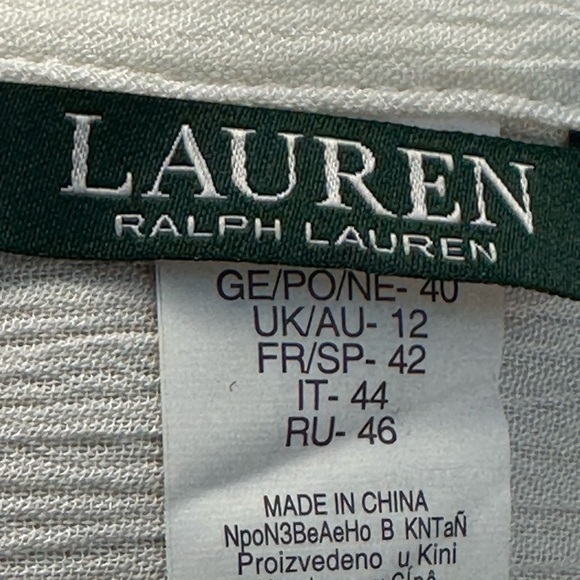 LAUREN
RALPH LAUREN
GE/PO/NE- 40
UK/AU- 12
FR/SP- 42
IT- 44
RU- 46
MADE IN CHINA
NpoN3BeAeHo B KNTaÑ
Proizvedeno u Kini